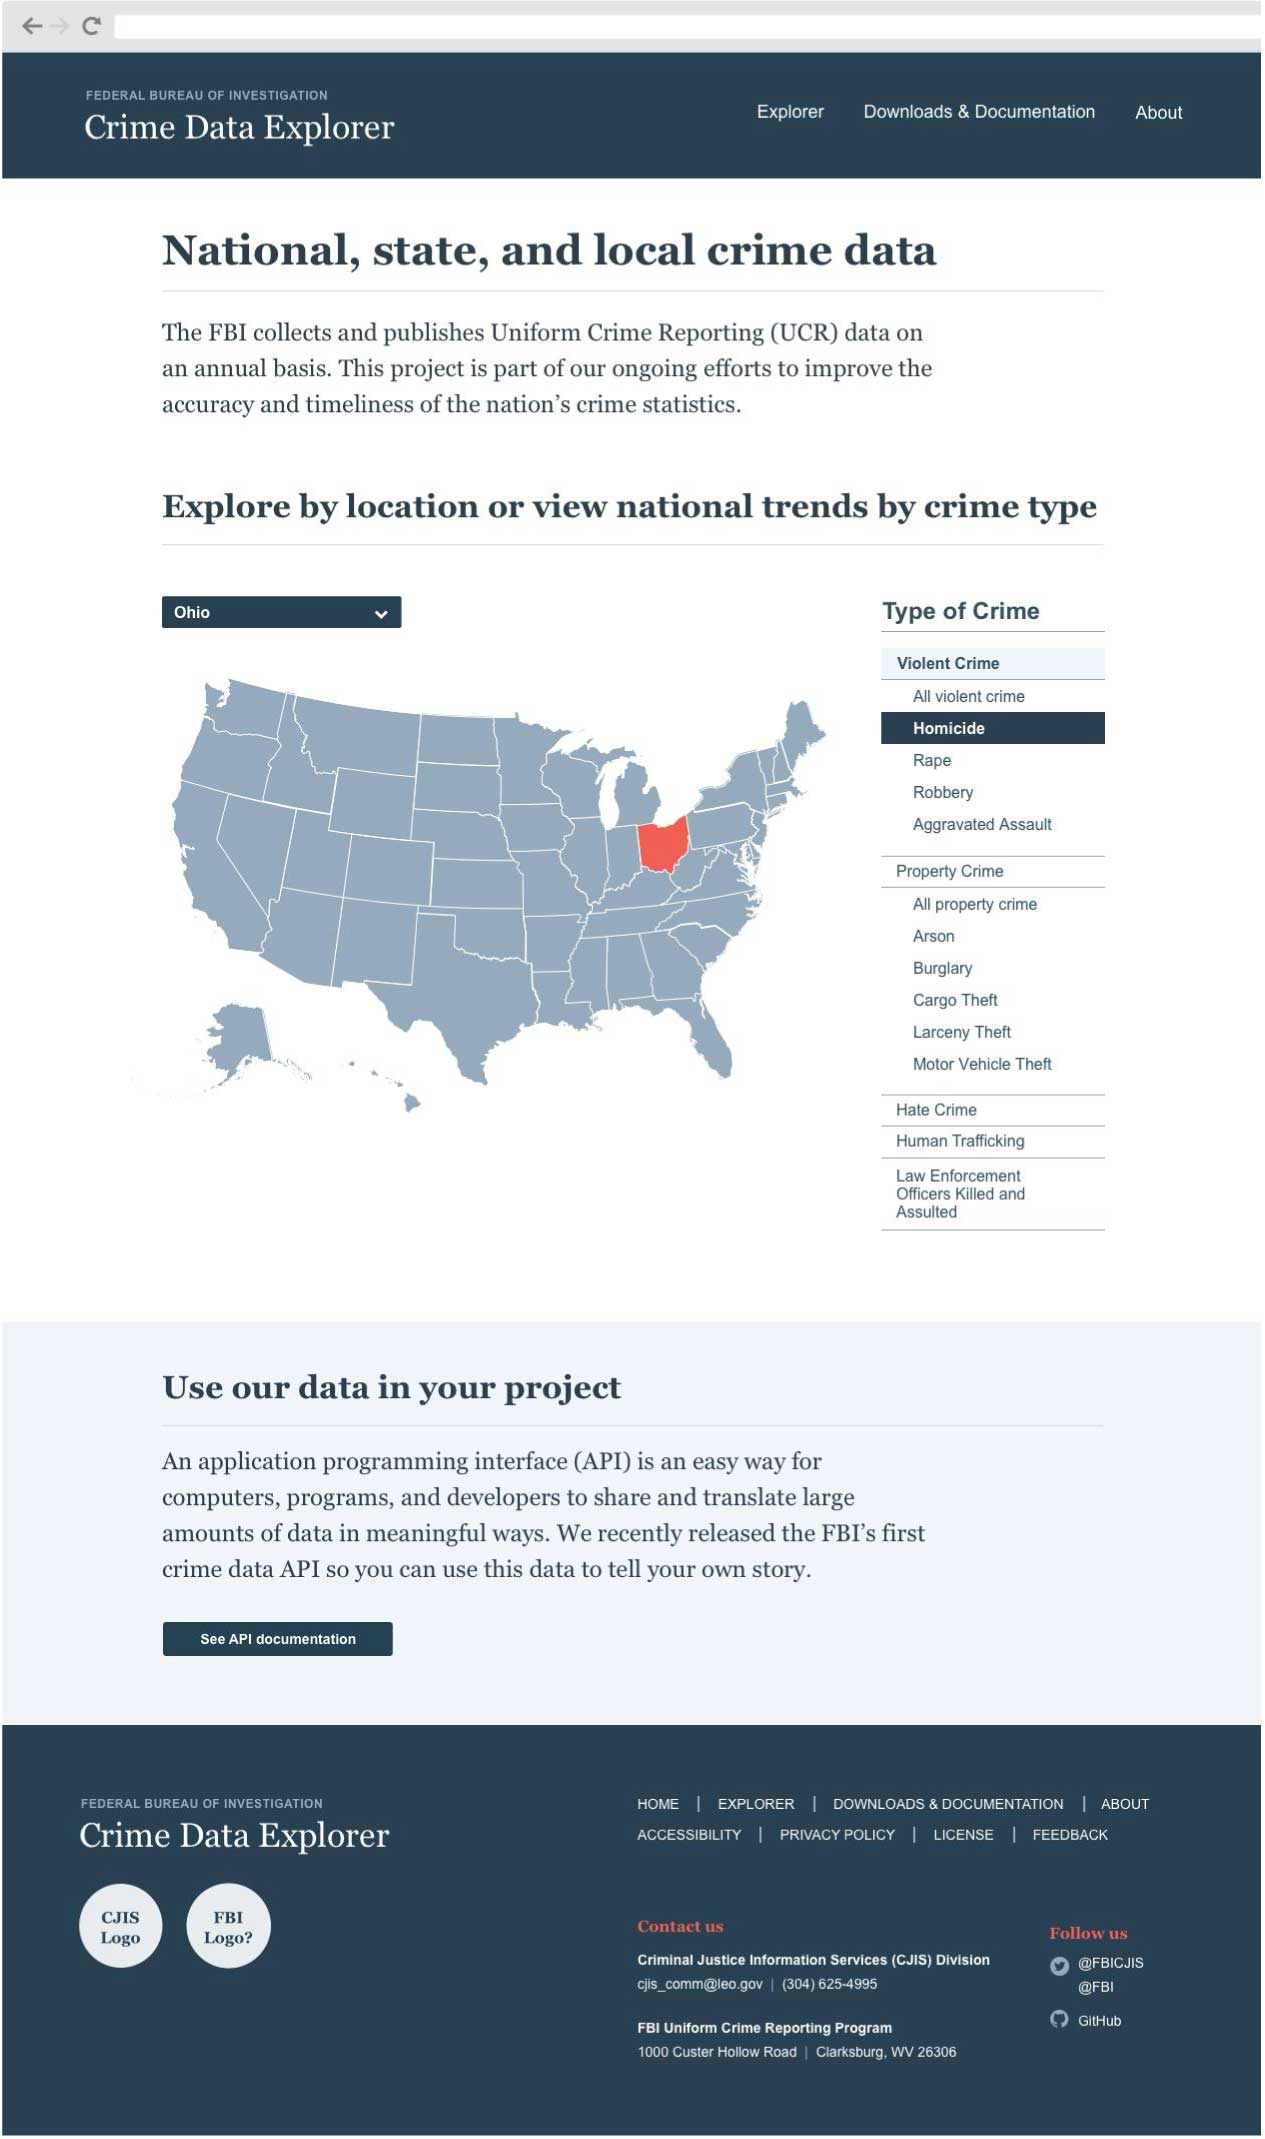 FEDERAL BUREAU OF INVESTIGATION
Crime Data Explorer
Explorer Downloads & Documentation About
National, state, and local crime data
The FBI collects and publishes Uniform Crime Reporting (UCR) data on
an annual basis. This project is part of our ongoing efforts to improve the
accuracy and timeliness of the nation’s crime statistics.
Explore by location or view national trends by crime type
Ohio
Type of Crime
Violent Crime
All violent crime
Homicide
Rape
Robbery
Aggravated Assault
Property Crime
All property crime
Arson
Burglary
Cargo Theft
Larceny Theft
Motor Vehicle Theft
Hate Crime
Human Trafficking
Law Enforcement
Officers Killed and
Assulted
Use our data in your project
An application programming interface (API) is an easy way for
computers, programs, and developers to share and translate large
amounts of data in meaningful ways. We recently released the FBI’s first
crime data API so you can use this data to tell your own story.
See API documentation
FEDERAL BUREAU OF INVESTIGATION
Crime Data Explorer
CJIS
Logo
FBI
Logo?
HOME | EXPLORER | DOWNLOADS & DOCUMENTATION | ABOUT
ACCESSIBILITY | PRIVACY POLICY | LICENSE | FEEDBACK
Contact us
Criminal Justice Information Services (CJIS) Division
cjis_comm@leo.gov | (304) 625-4995
FBI Uniform Crime Reporting Program
1000 Custer Hollow Road | Clarksburg, WV 26306
Follow us
@FBICJIS
@FBI
GitHub